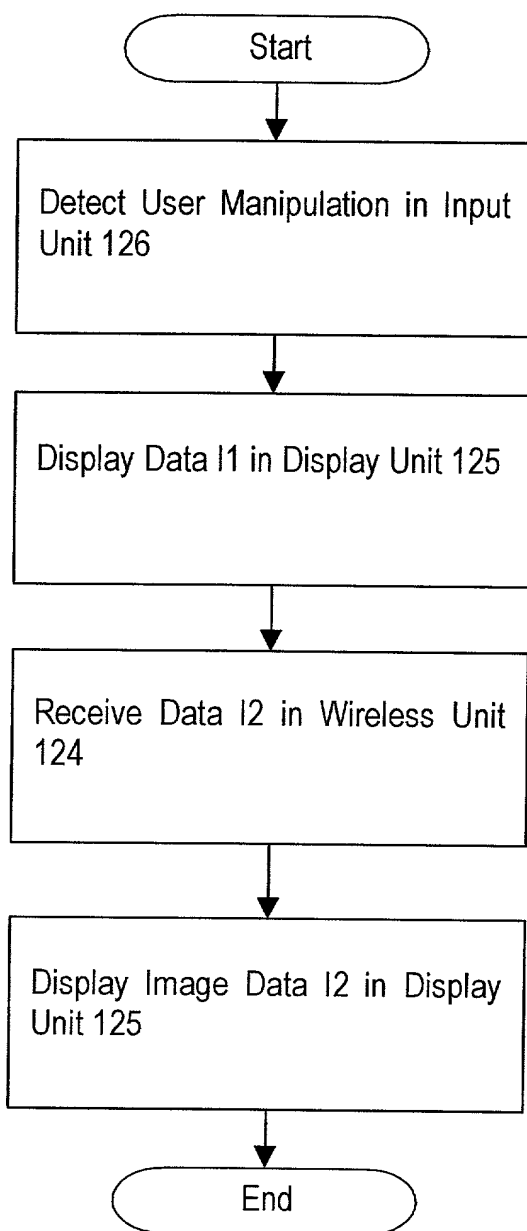 Start
Detect User Manipulation in Input
Unit 126
Display Data I1 in Display Unit 125
Receive Data I2 in Wireless Unit
124
Display Image Data I2 in Display
Unit 125
End